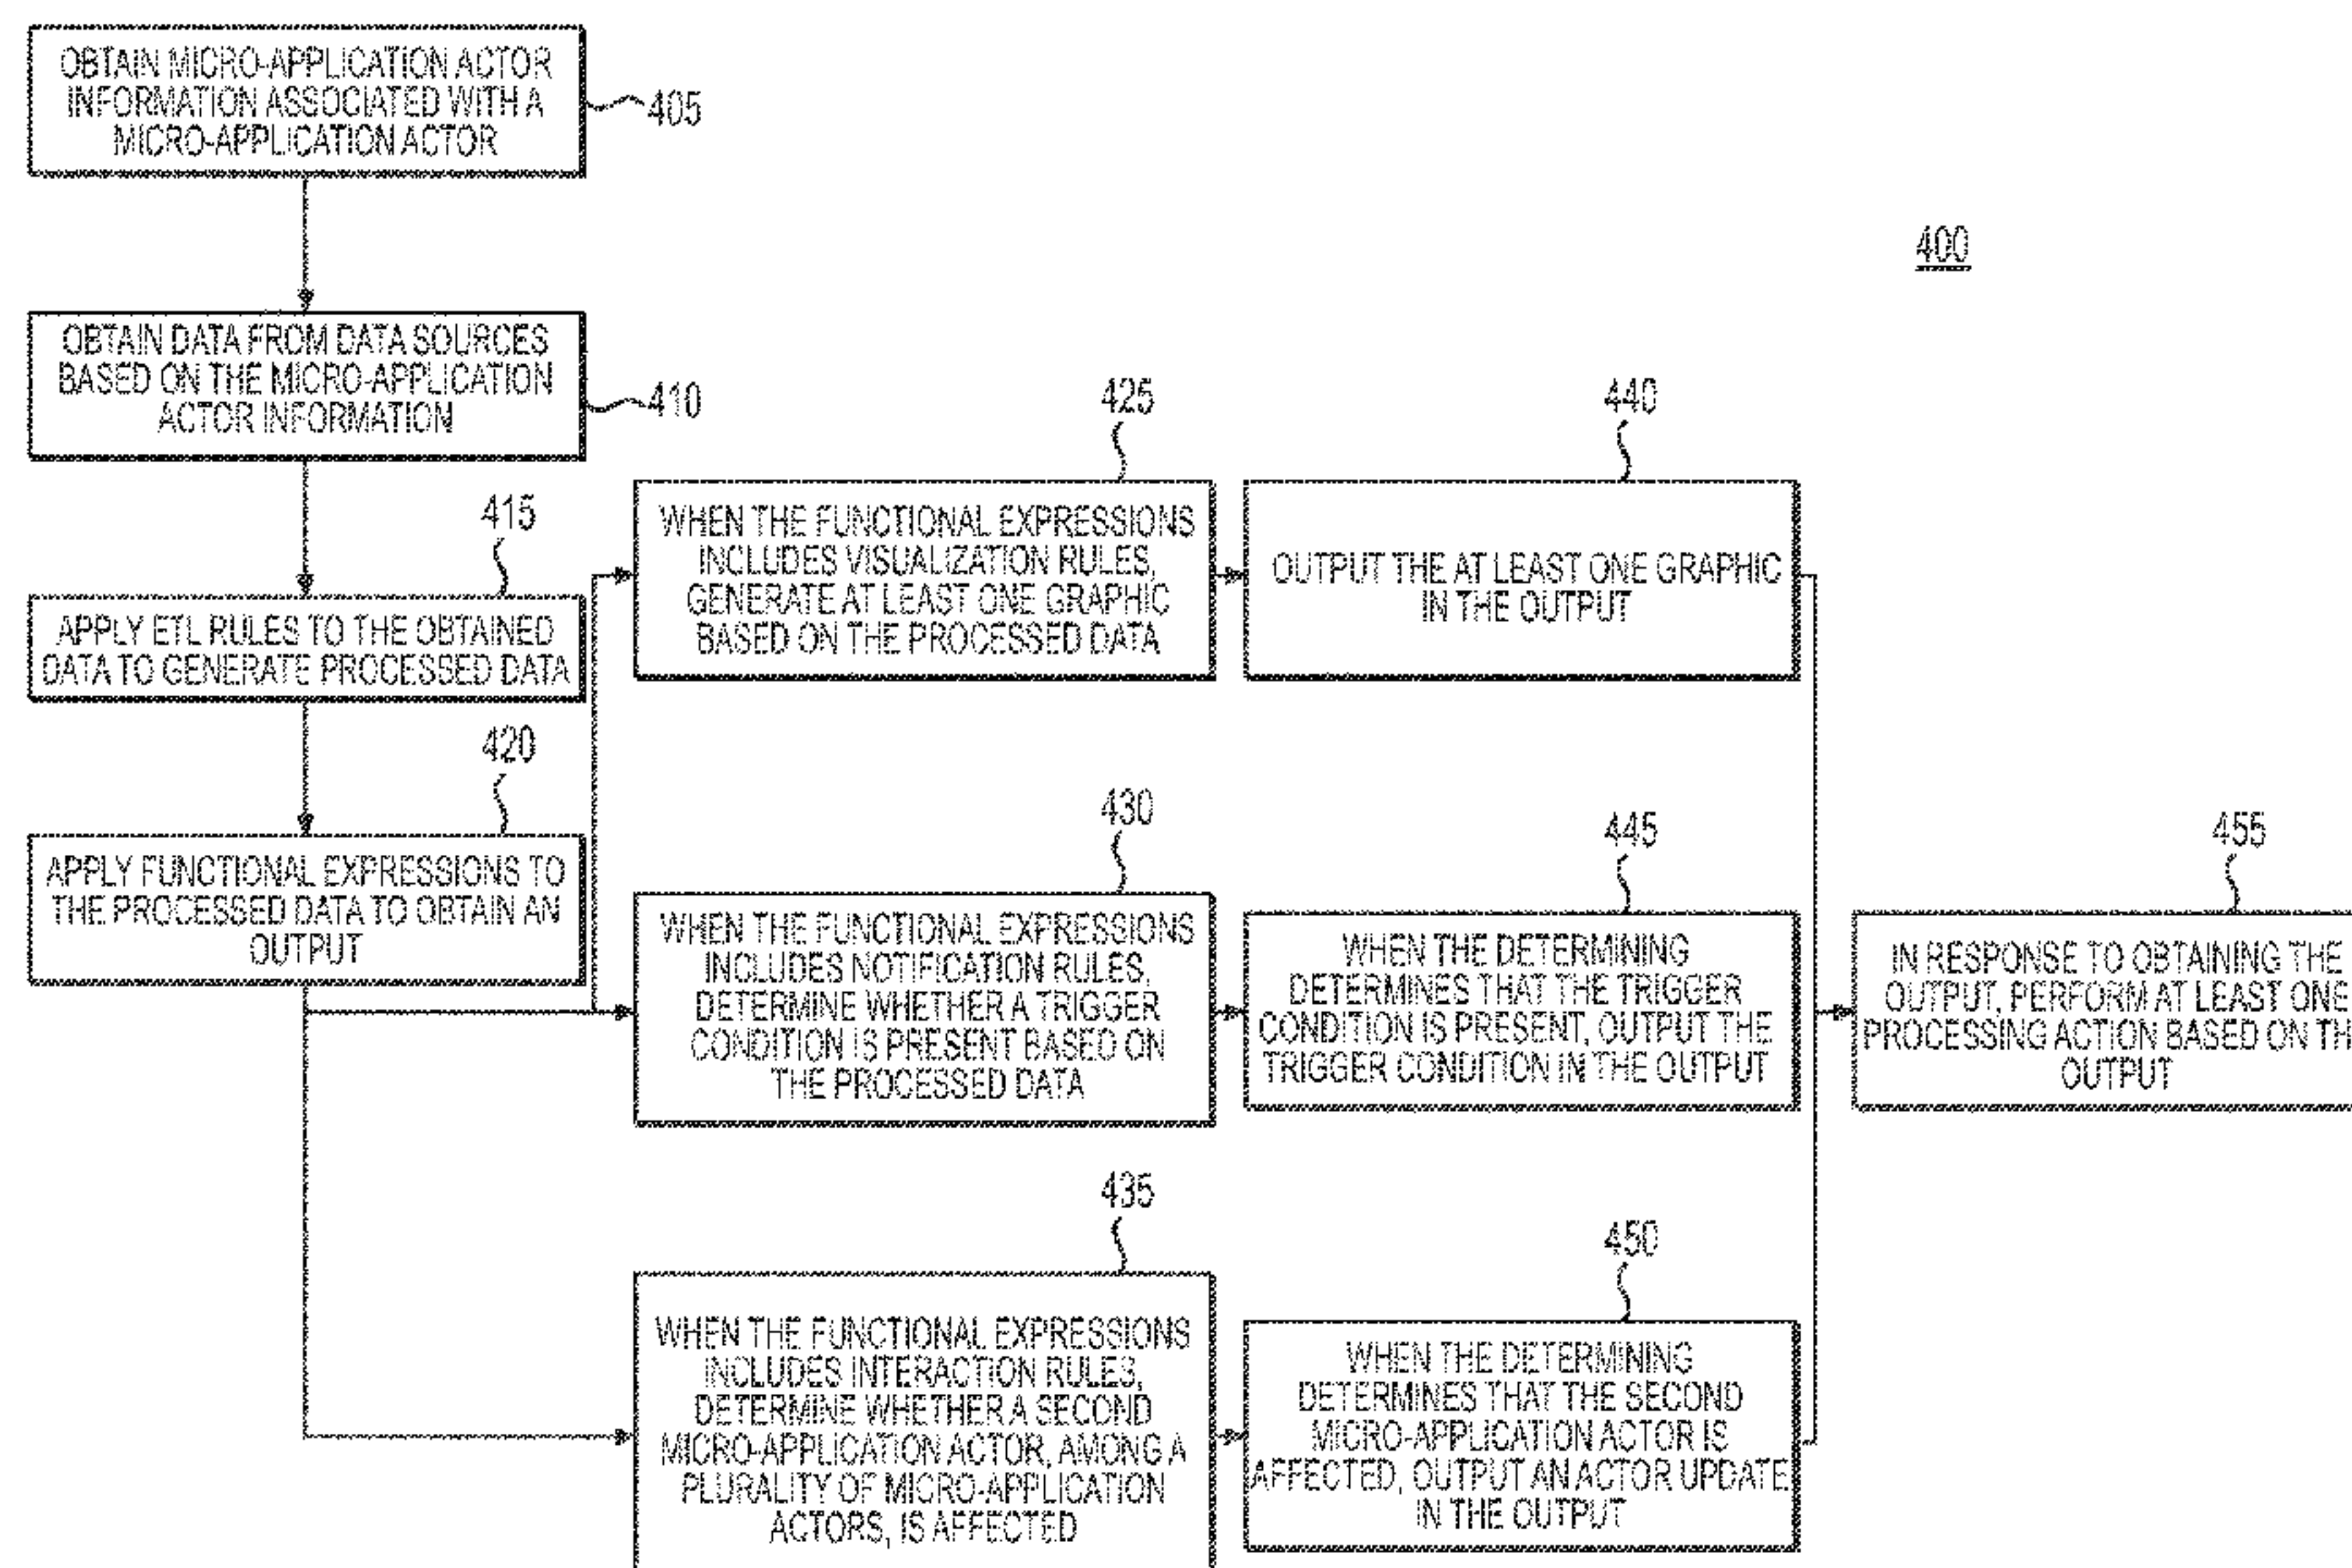 OBTAIN MICRO-APPLICATION ACTOR
INFORMATION ASSOCIATED WITH A
MICRO-APPLICATION ACTOR
405
400
OBTAIN DATA FROM DATA SOURCES
BASED ON THE MICRO-APPLICATION
ACTOR INFORMATION
410
415
APPLY ETL RULES TO THE OBTAINED
DATA TO GENERATE PROCESSED DATA
420
APPLY FUNCTIONAL EXPRESSIONS TO
THE PROCESSED DATA TO OBTAIN AN
OUTPUT
425
WHEN THE FUNCTIONAL EXPRESSIONS
INCLUDES VISUALIZATION RULES,
GENERATE AT LEAST ONE GRAPHIC
BASED ON THE PROCESSED DATA
440
OUTPUT THE AT LEAST ONE GRAPHIC
IN THE OUTPUT
430
WHEN THE FUNCTIONAL EXPRESSIONS
INCLUDES NOTIFICATION RULES,
DETERMINE WHETHER A TRIGGER
CONDITION IS PRESENT BASED ON
THE PROCESSED DATA
445
WHEN THE DETERMINING
DETERMINES THAT THE TRIGGER
CONDITION IS PRESENT, OUTPUT THE
TRIGGER CONDITION IN THE OUTPUT
455
IN RESPONSE TO OBTAINING THE
OUTPUT, PERFORM AT LEAST ONE
PROCESSING ACTION BASED ON TH
OUTPUT
435
WHEN THE FUNCTIONAL EXPRESSIONS
INCLUDES INTERACTION RULES,
DETERMINE WHETHER A SECOND
MICRO-APPLICATION ACTOR, AMONG A
PLURALITY OF MICRO-APPLICATION
ACTORS, IS AFFECTED
450
WHEN THE DETERMINING
DETERMINES THAT THE SECOND
MICRO-APPLICATION ACTOR IS
AFFECTED, OUTPUT AN ACTOR UPDATE
IN THE OUTPUT